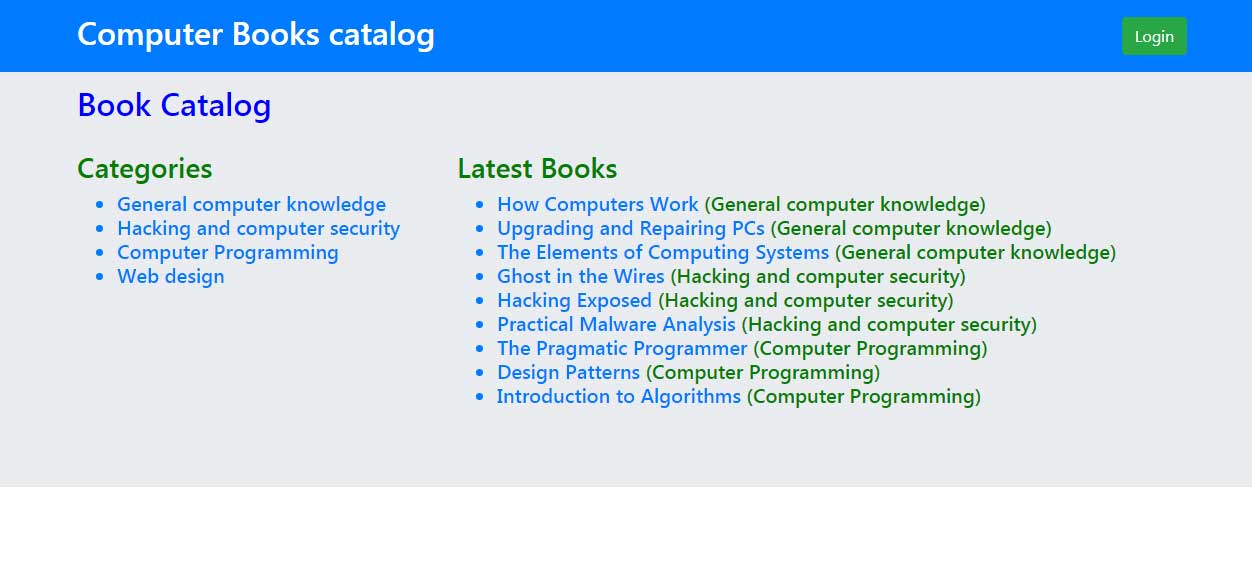 Computer Books catalog
Login
Book Catalog
Categories
General computer knowledge
Hacking and computer security
Computer Programming
Web design
Latest Books
How Computers Work (General computer knowledge)
Upgrading and Repairing PCs (General computer knowledge)
The Elements of Computing Systems (General computer knowledge)
Ghost in the Wires (Hacking and computer security)
Hacking Exposed (Hacking and computer security)
Practical Malware Analysis (Hacking and computer security)
The Pragmatic Programmer (Computer Programming)
Design Patterns (Computer Programming)
Introduction to Algorithms (Computer Programming)